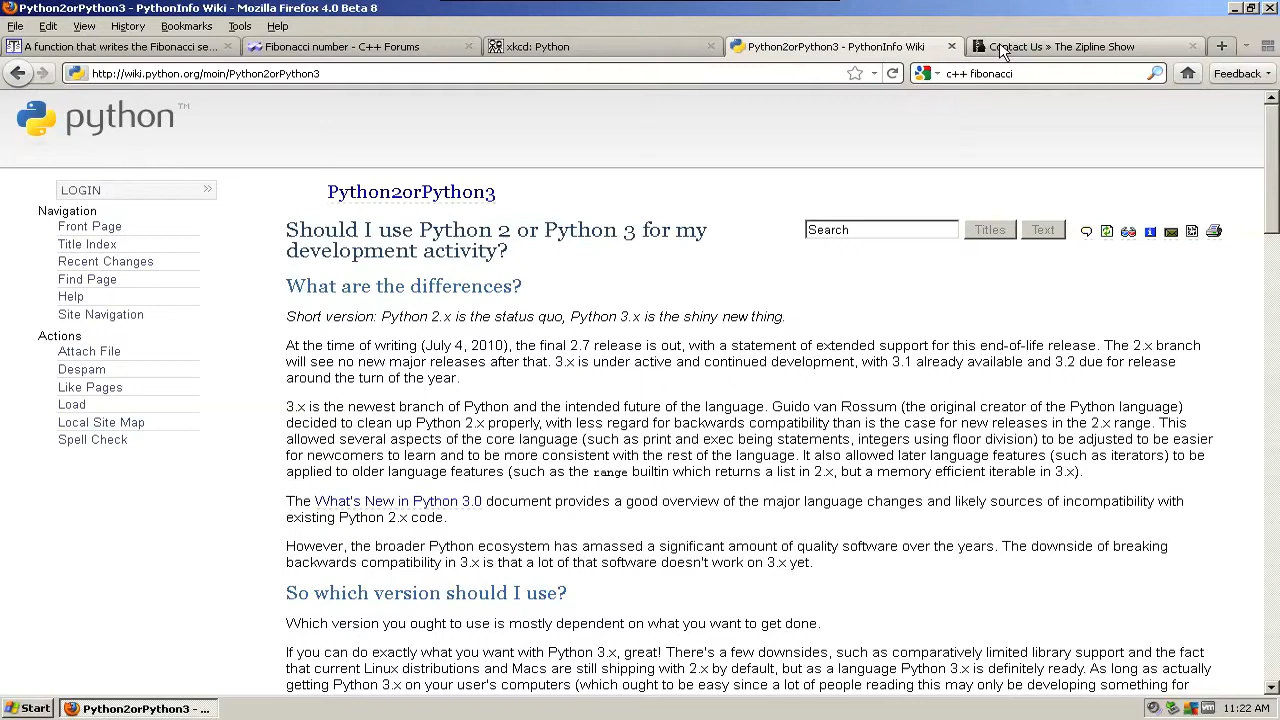 Python2orPython3 - PythonInfo Wiki - Mozilla Firefox 4.0 Beta 8
File Edit View History Bookmarks Tools Help
A function that writes the Fibonacci se... Fibonacci number - C++ Forums xkcd: Python Python2orPython3 - PythonInfo Wiki Contact Us » The Zipline Show
http://wiki.python.org/moin/Python2orPython3 c++ fibonacci Feedback
python™
LOGIN
Navigation
Front Page
Title Index
Recent Changes
Find Page
Help
Site Navigation
Actions
Attach File
Despam
Like Pages
Load
Local Site Map
Spell Check
Python2orPython3
Search Titles Text
Should I use Python 2 or Python 3 for my
development activity?
What are the differences?
Short version: Python 2.x is the status quo, Python 3.x is the shiny new thing.
At the time of writing (July 4, 2010), the final 2.7 release is out, with a statement of extended support for this end-of-life release. The 2.x branch
will see no new major releases after that. 3.x is under active and continued development, with 3.1 already available and 3.2 due for release
around the turn of the year.
3.x is the newest branch of Python and the intended future of the language. Guido van Rossum (the original creator of the Python language)
decided to clean up Python 2.x properly, with less regard for backwards compatibility than is the case for new releases in the 2.x range. This
allowed several aspects of the core language (such as print and exec being statements, integers using floor division) to be adjusted to be easier
for newcomers to learn and to be more consistent with the rest of the language. It also allowed later language features (such as iterators) to be
applied to older language features (such as the range builtin which returns a list in 2.x, but a memory efficient iterable in 3.x).
The What's New in Python 3.0 document provides a good overview of the major language changes and likely sources of incompatibility with
existing Python 2.x code.
However, the broader Python ecosystem has amassed a significant amount of quality software over the years. The downside of breaking
backwards compatibility in 3.x is that a lot of that software doesn't work on 3.x yet.
So which version should I use?
Which version you ought to use is mostly dependent on what you want to get done.
If you can do exactly what you want with Python 3.x, great! There's a few downsides, such as comparatively limited library support and the fact
that current Linux distributions and Macs are still shipping with 2.x by default, but as a language Python 3.x is definitely ready. As long as actually
getting Python 3.x on your user's computers (which ought to be easy since a lot of people reading this may only be developing something for
Start Python2orPython3 - ... 11:22 AM